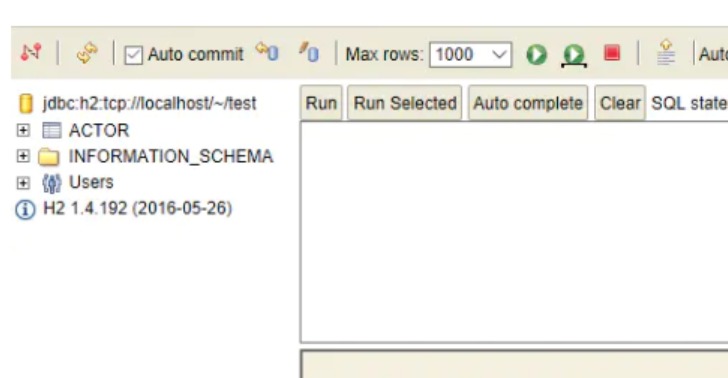 Auto commit Max rows: 1000 Auto
jdbc:h2:tcp://localhost/~/test
ACTOR
INFORMATION_SCHEMA
Users
H2 1.4.192 (2016-05-26)
Run Run Selected Auto complete Clear SQL state